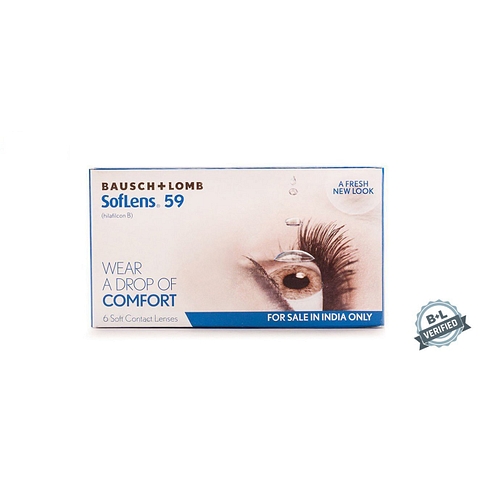 BAUSCH + LOMB
SofLens® 59
(hilafilcon B)
A FRESH
NEW LOOK
WEAR
A DROP OF
COMFORT
6 Soft Contact Lenses
FOR SALE IN INDIA ONLY
B+L
VERIFIED